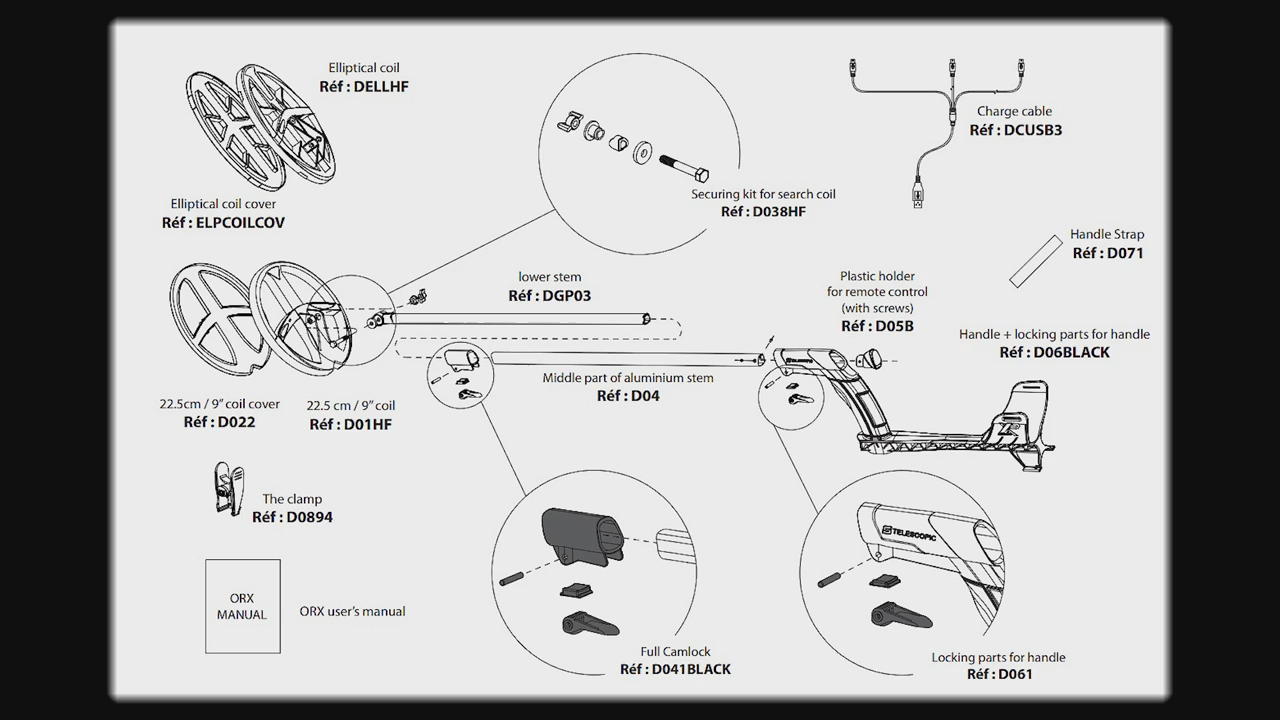 Elliptical coil
Réf : DELLHF
Elliptical coil cover
Réf : ELPCOILCOV
Securing kit for search coil
Réf : D038HF
Charge cable
Réf : DCUSB3
Handle Strap
Réf : D071
lower stem
Réf : DGP03
Plastic holder
for remote control
(with screws)
Réf : D05B
Handle + locking parts for handle
Réf : D06BLACK
TELESCOPIC
Middle part of aluminium stem
Réf : D04
22.5cm / 9” coil cover
Réf : D022
22.5 cm / 9” coil
Réf : D01HF
The clamp
Réf : D0894
ORX
MANUAL
ORX user’s manual
Full Camlock
Réf : D041BLACK
TELESCOPIC
Locking parts for handle
Réf : D061